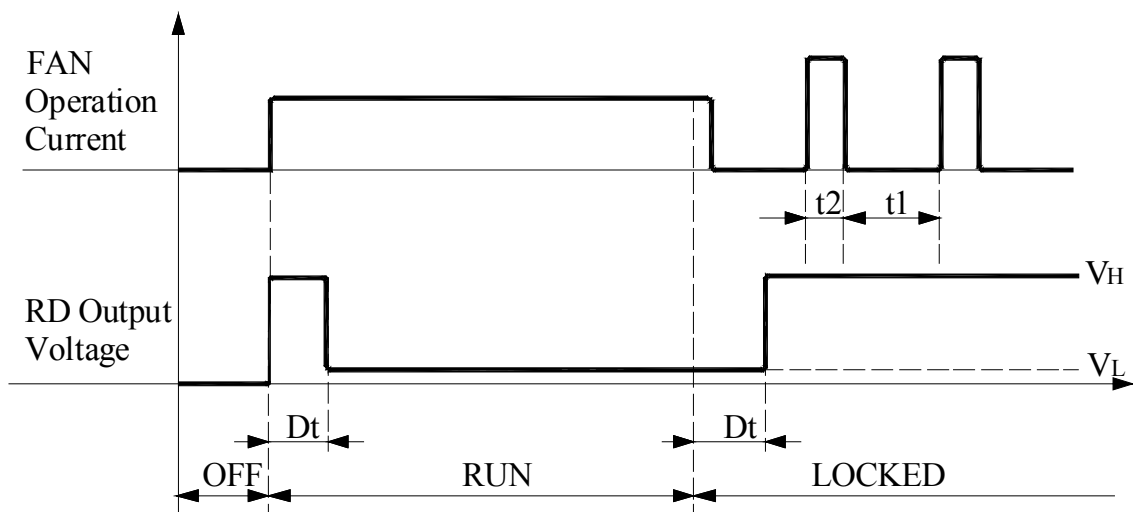 FAN
Operation
Current
t2
t1
RD Output
Voltage
VH
VL
Dt
Dt
OFF
RUN
LOCKED